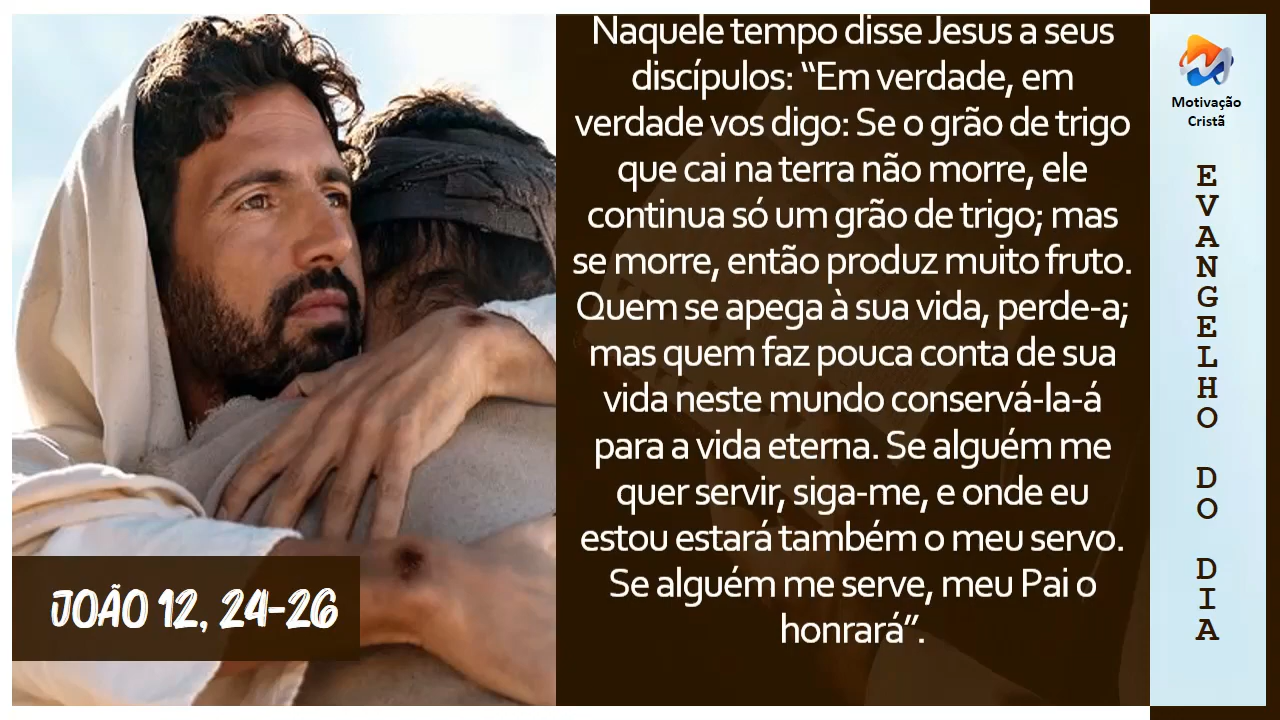 Naquele tempo disse Jesus a seus
discípulos: “Em verdade, em
verdade vos digo: Se o grão de trigo
que cai na terra não morre, ele
continua só um grão de trigo; mas
se morre, então produz muito fruto.
Quem se apega à sua vida, perde-a;
mas quem faz pouca conta de sua
vida neste mundo conservá-la-á
para a vida eterna. Se alguém me
quer servir, siga-me, e onde eu
estou estará também o meu servo.
Se alguém me serve, meu Pai o
honrará”.
JOÃO 12, 24-26
Motivação
Cristã
EVANGELHO DO DIA